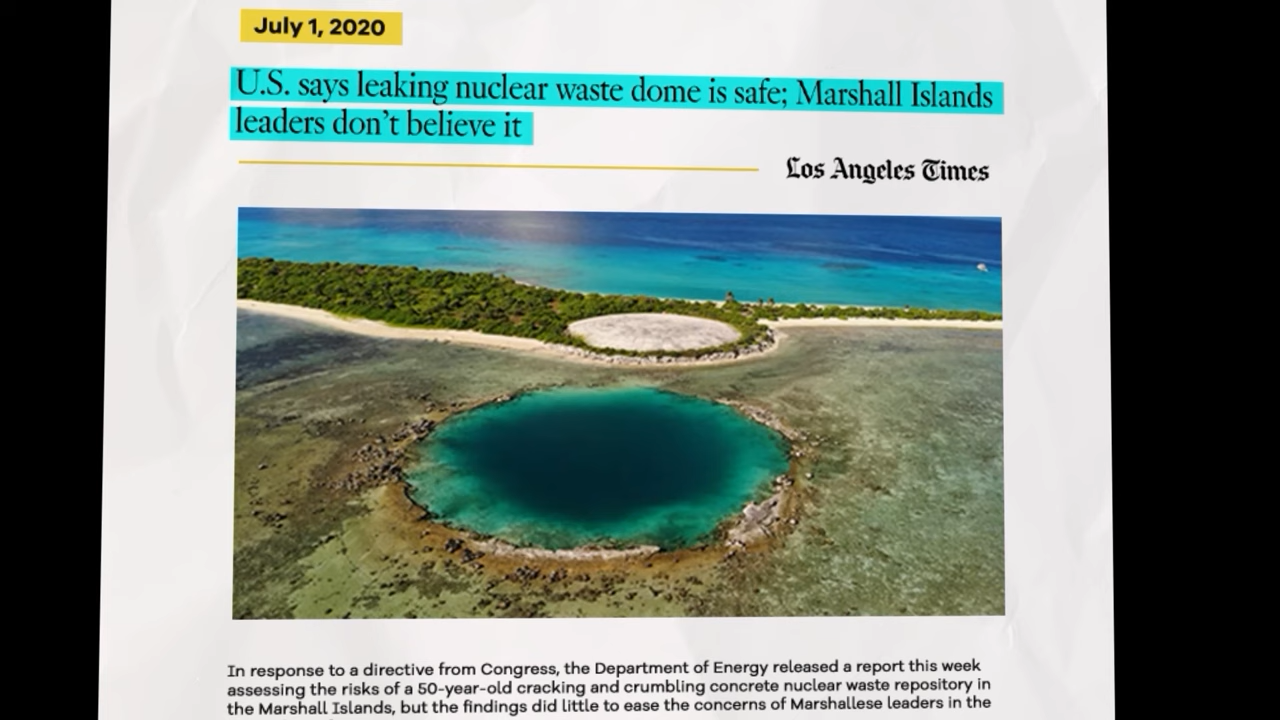 July 1, 2020
U.S. says leaking nuclear waste dome is safe; Marshall Islands
leaders don't believe it
Los Angeles Times
In response to a directive from Congress, the Department of Energy released a report this week
assessing the risks of a 50-year-old cracking and crumbling concrete nuclear waste repository in
the Marshall Islands, but the findings did little to ease the concerns of Marshallese leaders in the